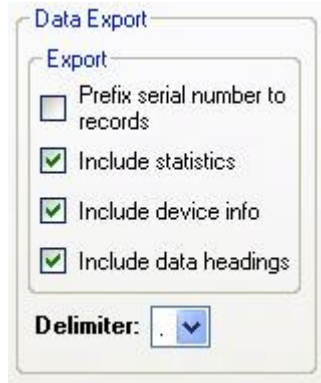 Data Export
Export
Prefix serial number to
records
Include statistics
Include device info
Include data headings
Delimiter: .